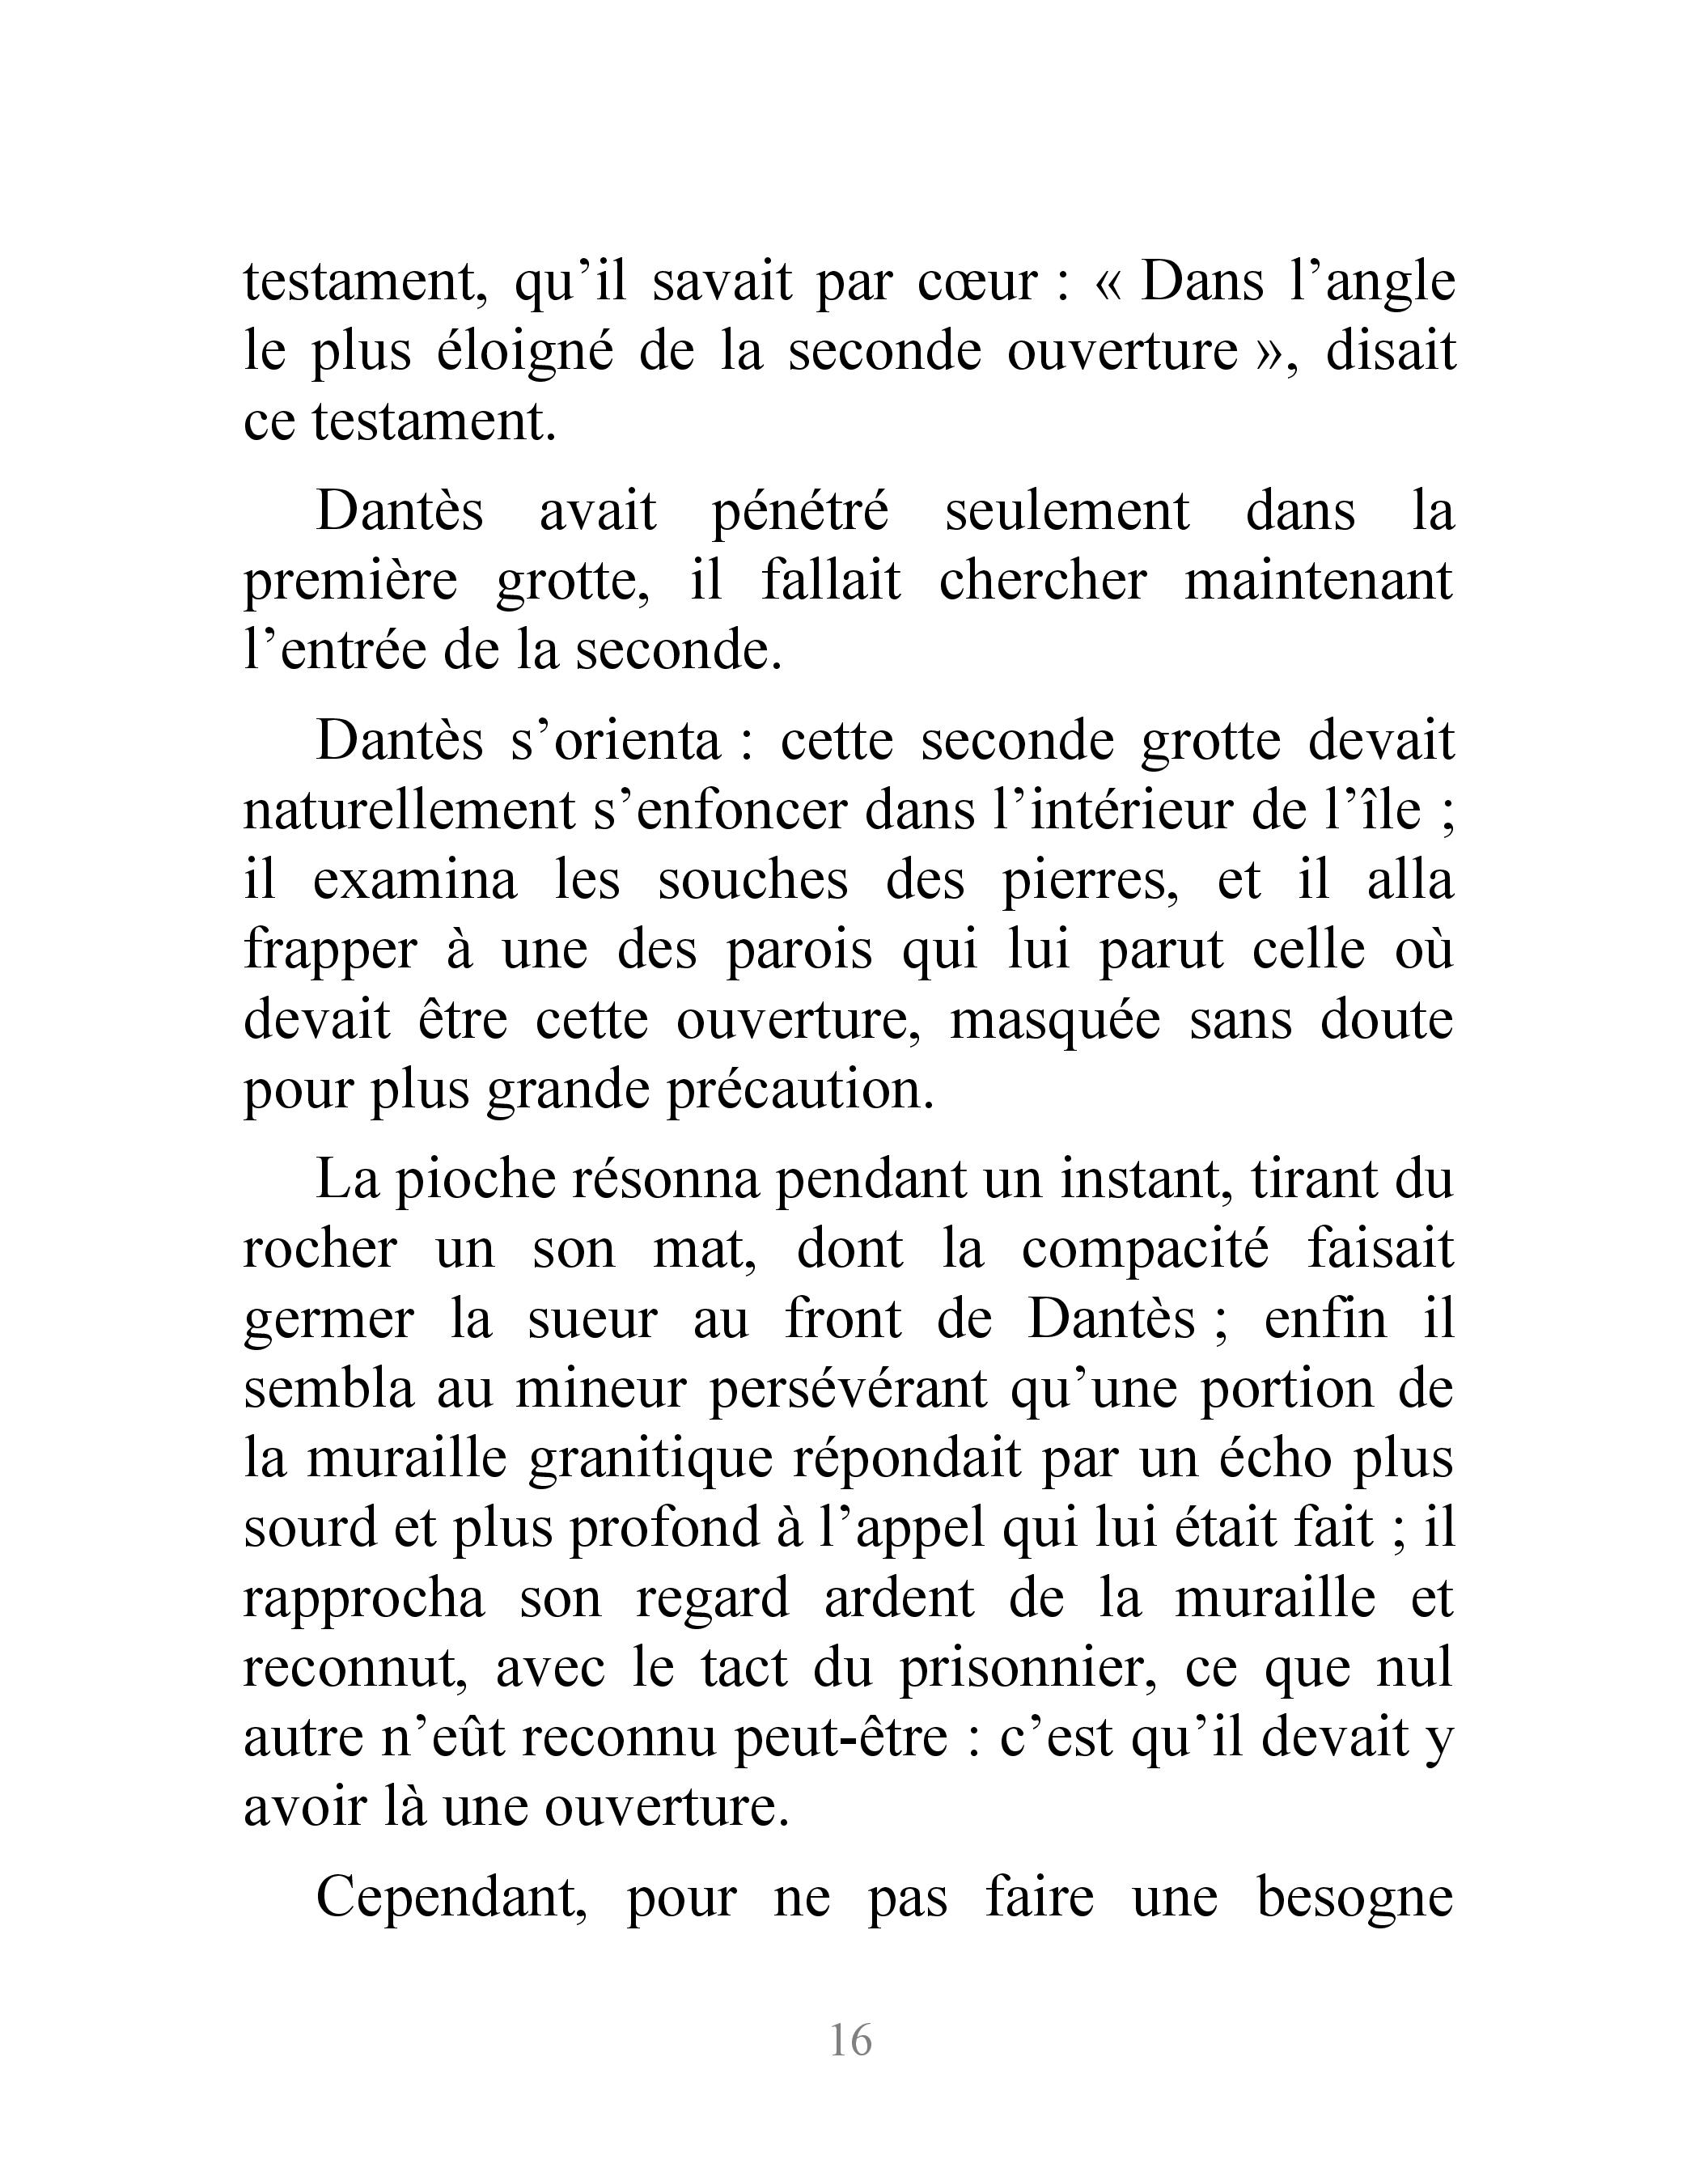 testament, qu’il savait par cœur : « Dans l’angle
le plus éloigné de la seconde ouverture », disait
ce testament.
Dantès avait pénétré seulement dans la
première grotte, il fallait chercher maintenant
l’entrée de la seconde.
Dantès s’orienta : cette seconde grotte devait
naturellement s’enfoncer dans l’intérieur de l’île ;
il examina les souches des pierres, et il alla
frapper à une des parois qui lui parut celle où
devait être cette ouverture, masquée sans doute
pour plus grande précaution.
La pioche résonna pendant un instant, tirant du
rocher un son mat, dont la compacité faisait
germer la sueur au front de Dantès ; enfin il
sembla au mineur persévérant qu’une portion de
la muraille granitique répondait par un écho plus
sourd et plus profond à l’appel qui lui était fait ; il
rapprocha son regard ardent de la muraille et
reconnut, avec le tact du prisonnier, ce que nul
autre n’eût reconnu peut-être : c’est qu’il devait y
avoir là une ouverture.
Cependant, pour ne pas faire une besogne
16